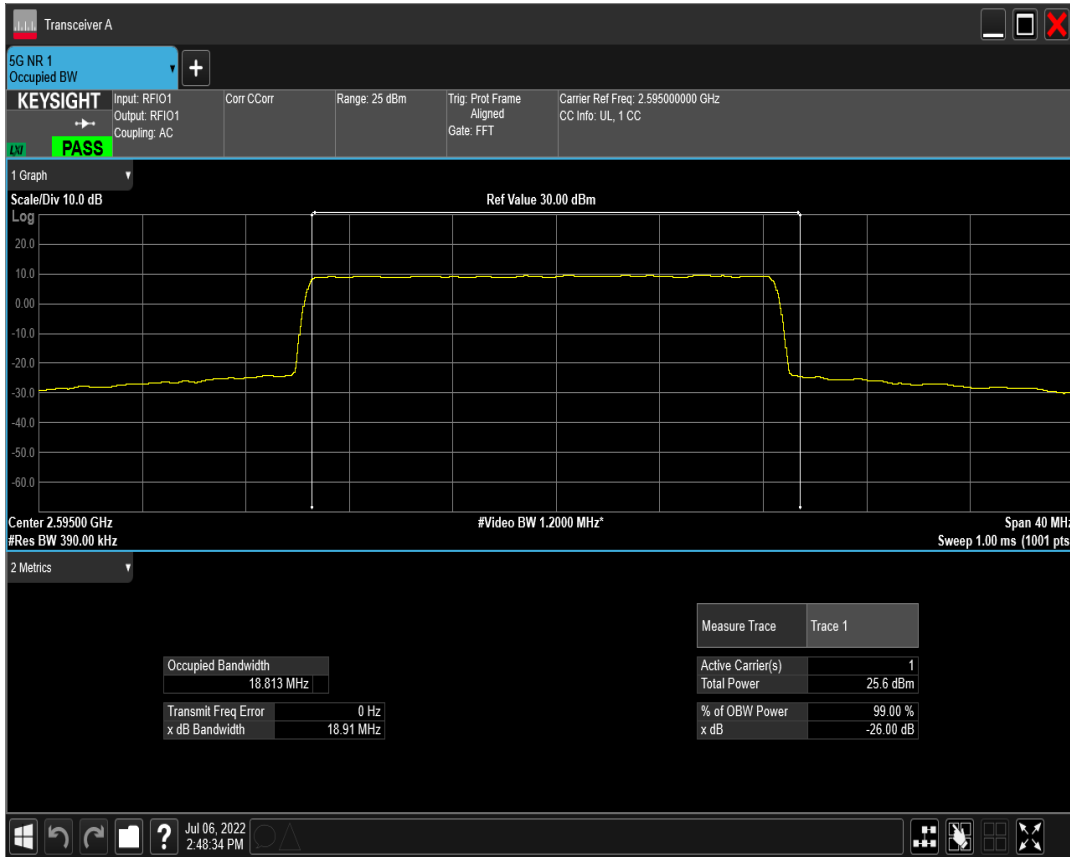 Transceiver A
5G NR 1
Occupied BW
KEYSIGHT
LXI
PASS
Input: RFIO1
Output: RFIO1
Coupling: AC
Corr CCorr
Range: 25 dBm
Trig: Prot Frame
Aligned
Gate: FFT
Carrier Ref Freq: 2.595000000 GHz
CC Info: UL, 1 CC
1 Graph
Scale/Div 10.0 dB
Ref Value 30.00 dBm
Log
20.0
10.0
0.00
-10.0
-20.0
-30.0
-40.0
-50.0
-60.0
Center 2.59500 GHz
#Video BW 1.2000 MHz*
Span 40 MHz
#Res BW 390.00 kHz
Sweep 1.00 ms (1001 pts
2 Metrics
Measure Trace Trace 1
Occupied Bandwidth
18.813 MHz
Active Carrier(s) 1
Total Power 25.6 dBm
Transmit Freq Error 0 Hz
x dB Bandwidth 18.91 MHz
% of OBW Power 99.00 %
x dB -26.00 dB
?
Jul 06, 2022
2:48:34 PM